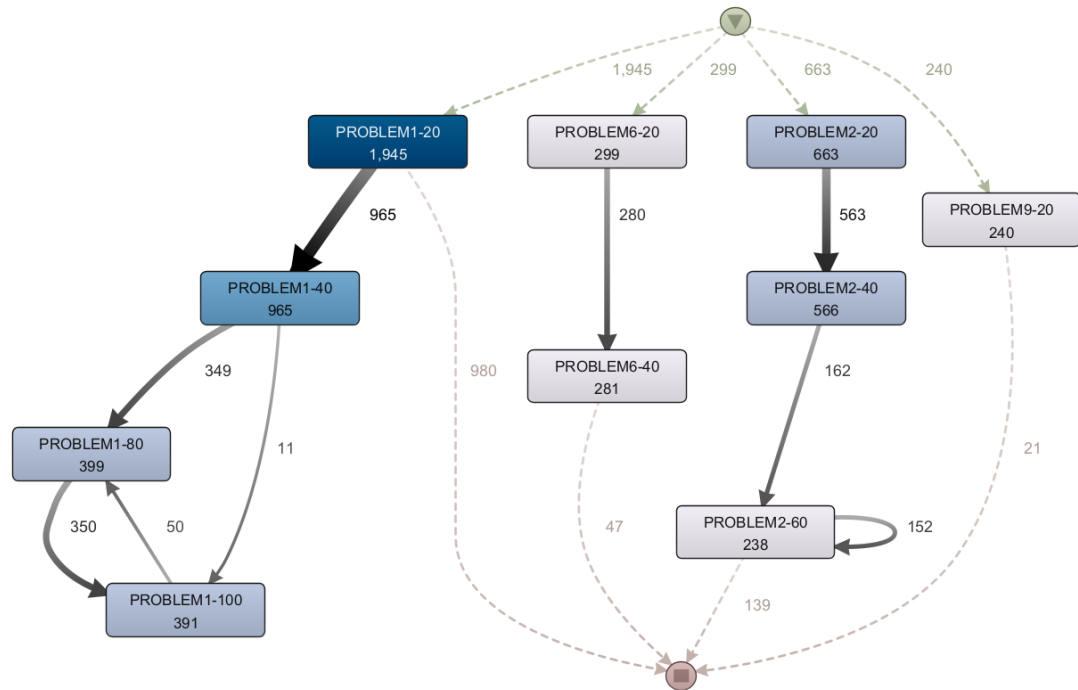 1,945
299
663
240
PROBLEM1-20
1,945
PROBLEM6-20
299
PROBLEM2-20
663
PROBLEM9-20
240
965
280
563
PROBLEM1-40
965
PROBLEM2-40
566
349
980
PROBLEM6-40
281
162
PROBLEM1-80
399
11
21
350
50
47
PROBLEM2-60
238
152
PROBLEM1-100
391
139